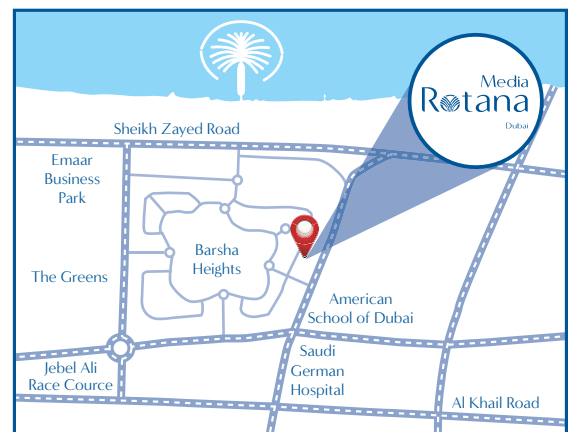 Media
Rotana
Dubai
Sheikh Zayed Road
Emaar
Business
Park
Barsha
Heights
The Greens
American
School of Dubai
Saudi
German
Hospital
Jebel Ali
Race Cource
Al Khail Road